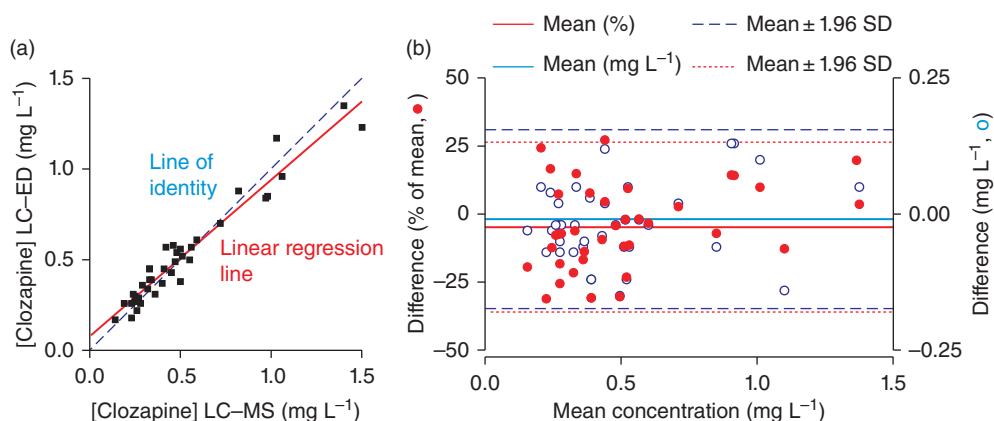 (a)
[Clozapine] LC–ED (mg L⁻¹)
1.5
1.0
0.5
0.0
Line of
identity
Linear regression
line
0.0 0.5 1.0 1.5
[Clozapine] LC–MS (mg L⁻¹)
Mean (%) Mean ± 1.96 SD
(b) Mean (mg L⁻¹) Mean ± 1.96 SD
Difference (% of mean, )
50
25
0
−25
−50
0.25
0.00
−0.25
Difference (mg L⁻¹, o)
0.0 0.5 1.0 1.5
Mean concentration (mg L⁻¹)